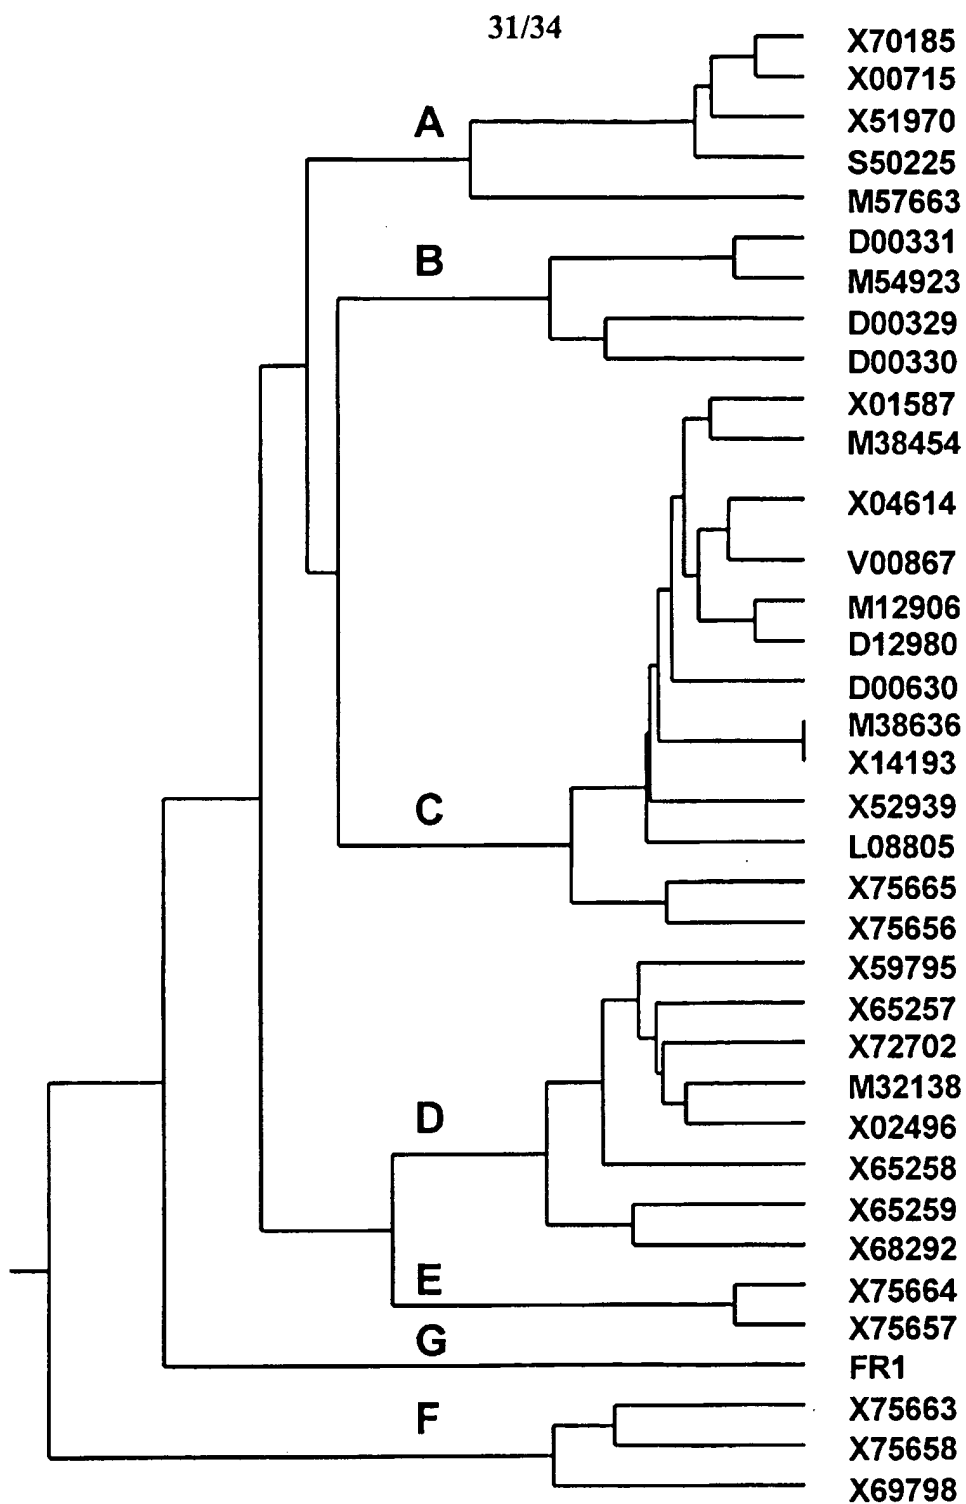 31/34
X70185
X00715
X51970
A
S50225
M57663
D00331
B
M54923
D00329
D00330
X01587
M38454
X04614
V00867
M12906
D12980
D00630
M38636
X14193
X52939
C
L08805
X75665
X75656
X59795
X65257
X72702
M32138
D
X02496
X65258
X65259
X68292
E
X75664
X75657
G
FR1
X75663
F
X75658
X69798